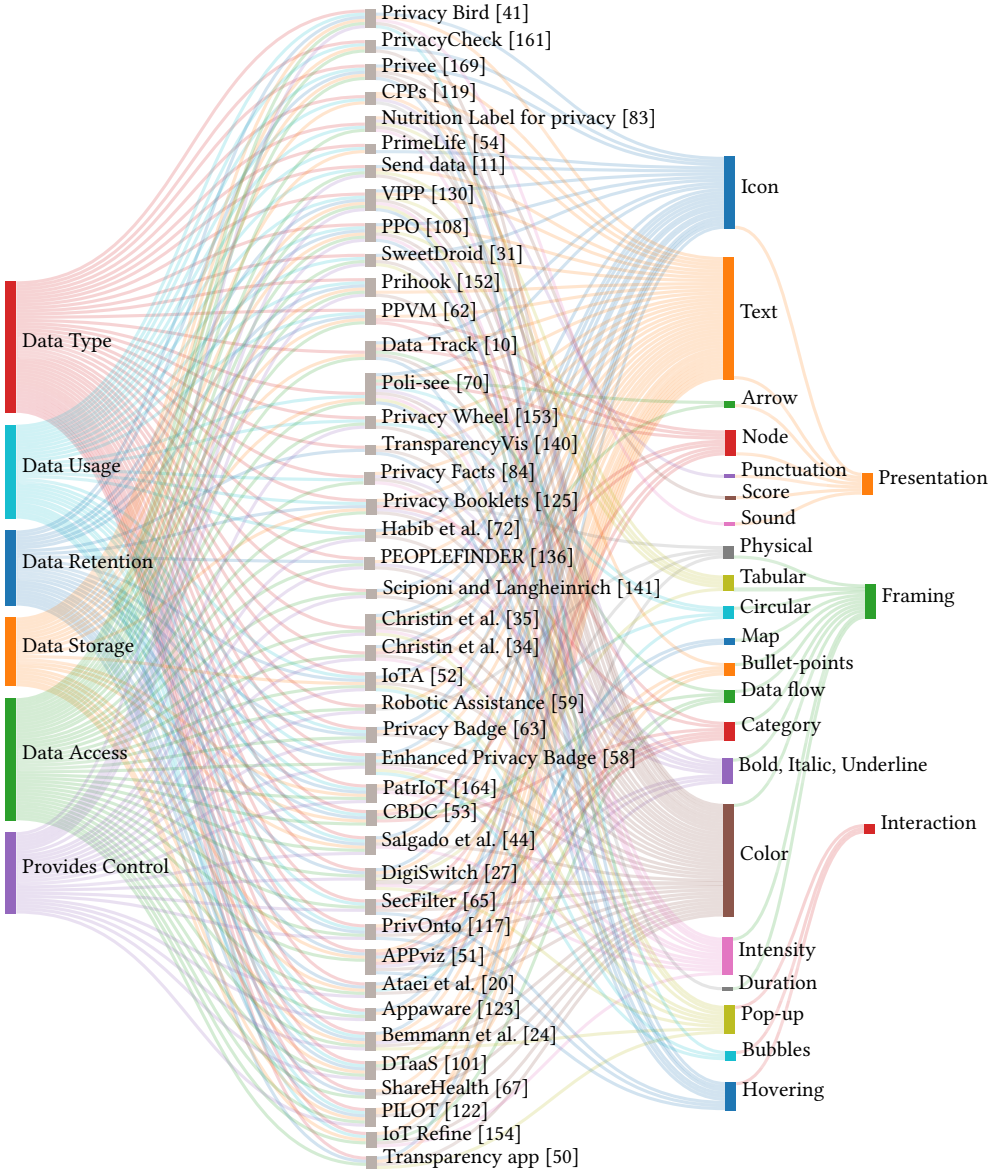 Data Type
Data Usage
Data Retention
Data Storage
Data Access
Provides Control
Privacy Bird [41]
PrivacyCheck [161]
Privee [169]
CPPs [119]
Nutrition Label for privacy [83]
PrimeLife [54]
Send data [11]
VIPP [130]
PPO [108]
SweetDroid [31]
Prihook [152]
PPVM [62]
Data Track [10]
Poli-see [70]
Privacy Wheel [153]
TransparencyVis [140]
Privacy Facts [84]
Privacy Booklets [125]
Habib et al. [72]
PEOPLEFINDER [136]
Scipioni and Langheinrich [141]
Christin et al. [35]
Christin et al. [34]
IoTA [52]
Robotic Assistance [59]
Privacy Badge [63]
Enhanced Privacy Badge [58]
PatrIoT [164]
CBDC [53]
Salgado et al. [44]
DigiSwitch [27]
SecFilter [65]
PrivOnto [117]
APPviz [51]
Ataei et al. [20]
Appaware [123]
Bemmann et al. [24]
DTaaS [101]
ShareHealth [67]
PILOT [122]
IoT Refine [154]
Transparency app [50]
Icon
Text
Arrow
Node
Punctuation
Score
Sound
Physical
Tabular
Circular
Map
Bullet-points
Data flow
Category
Bold, Italic, Underline
Color
Intensity
Duration
Pop-up
Bubbles
Hovering
Presentation
Framing
Interaction